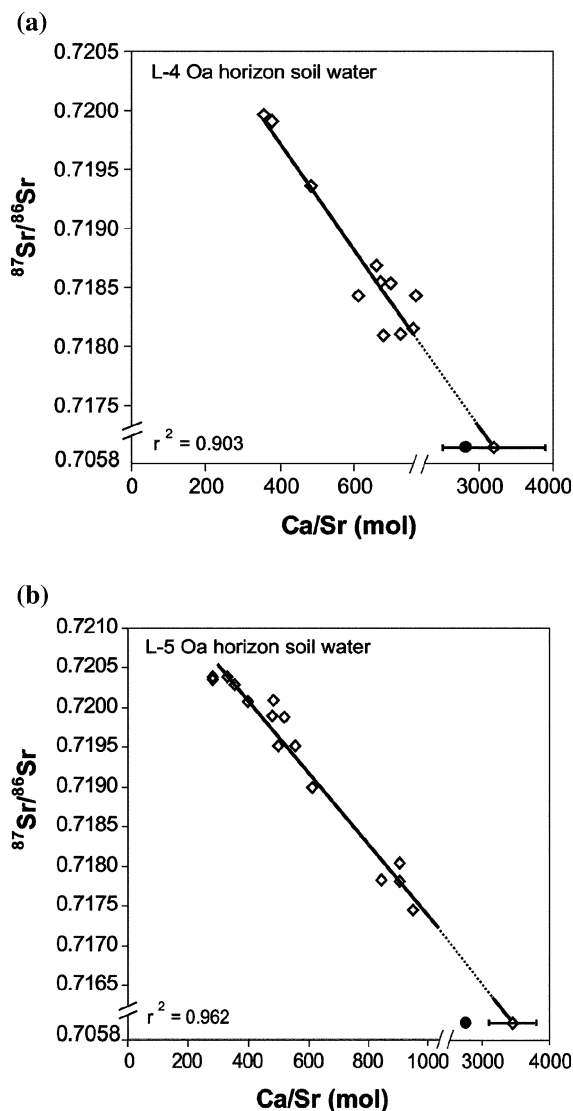 (a)
L-4 Oa horizon soil water
0.7205
0.7200
0.7195
0.7190
0.7185
0.7180
0.7175
0.7058
⁸⁷Sr/⁸⁶Sr
r² = 0.903
0 200 400 600 3000 4000
Ca/Sr (mol)
(b)
L-5 Oa horizon soil water
0.7210
0.7205
0.7200
0.7195
0.7190
0.7185
0.7180
0.7175
0.7170
0.7165
0.7058
⁸⁷Sr/⁸⁶Sr
r² = 0.962
0 200 400 600 800 1000 3000 4000
Ca/Sr (mol)